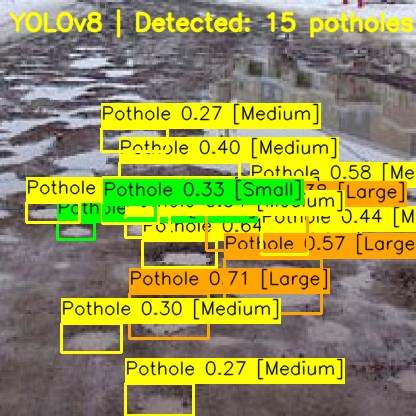 YOLOv8 | Detected: 15 potholes
Pothole 0.27 [Medium]
Pothole 0.40 [Medium]
Pothole 0.58 [Me
Pothole
Pothole 0.33 [Small]
38 [Large]
Pothole
Pothole 0.44 [M
0.64
Pothole 0.57 [Large
Pothole 0.71 [Large]
Pothole 0.30 [Medium]
Pothole 0.27 [Medium]